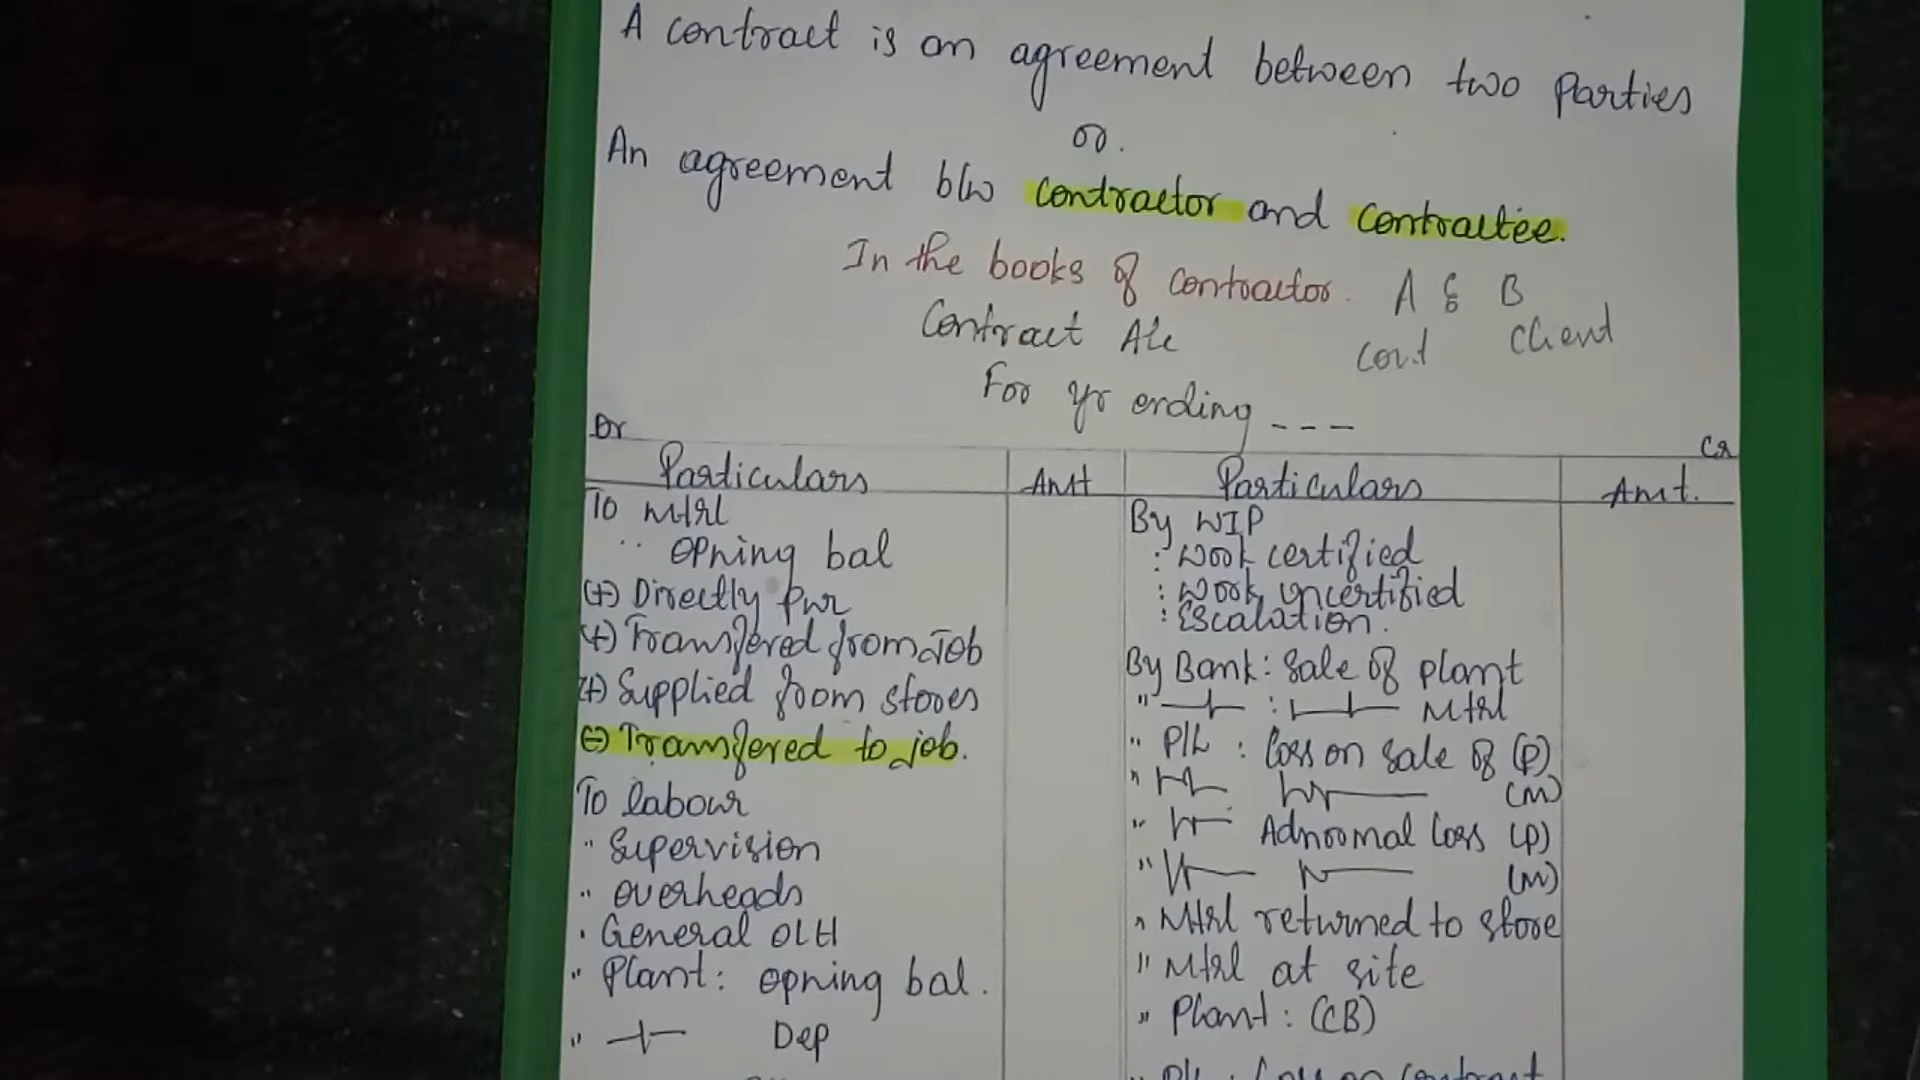 A contract is an agreement between two Parties
or.
An agreement b/w contractor and contractee.
In the books of contractor. A & B
Contract A/c Cont Client
For yr ending ---
Dr Cr
Particulars Amt Particulars Amt.
To Mtrl
" opning bal
(+) Directly pur
(+) Transfered from Job
(+) Supplied from stores
(-) Transfered to job.
To labour
" Supervision
" overheads
" General O/H
" Plant: opning bal.
" Dep
By WIP
: Work certified
: Work uncertified
: Escalation.
By Bank: Sale of plant
" : Mtrl
" P/L : loss on sale of (P)
" (M)
" Adnormal loss (P)
" (M)
" Mtrl returned to store
" Mtrl at site
" Plant: (CB)
" P/L : Loss on contract